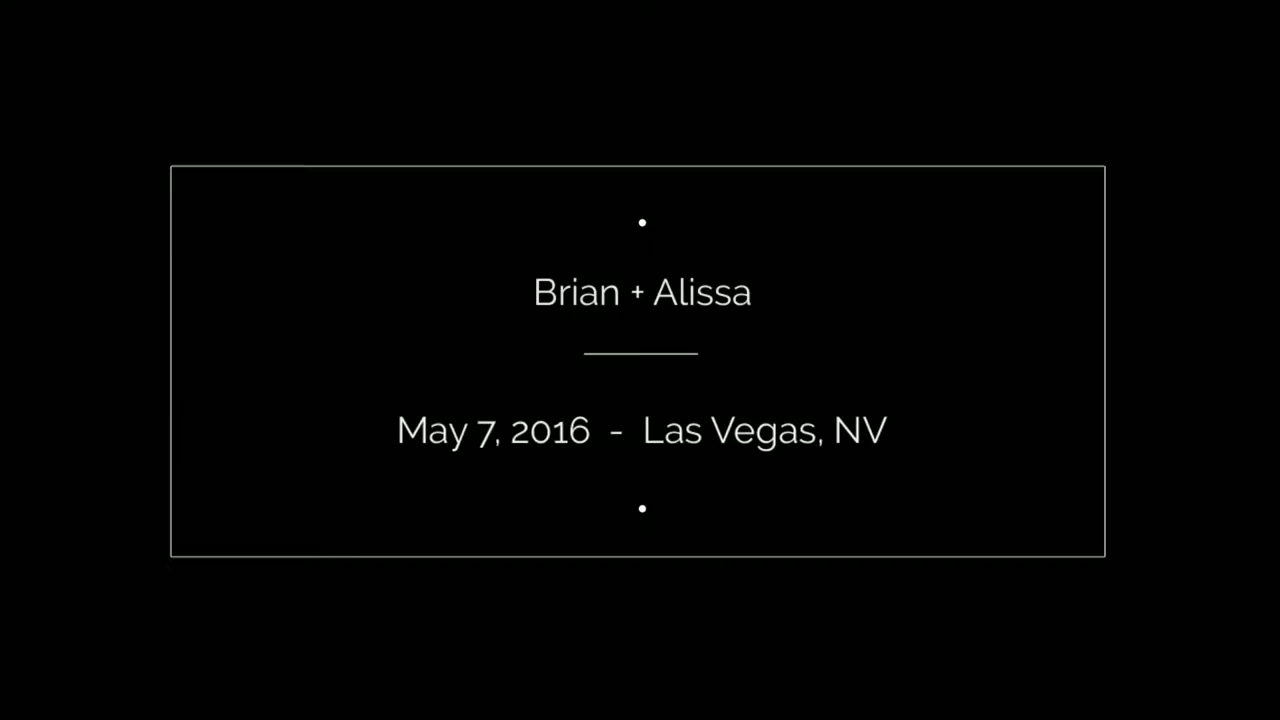 Brian + Alissa
May 7, 2016 - Las Vegas, NV